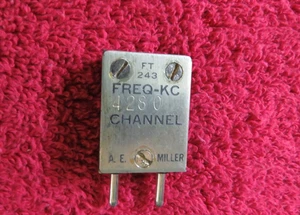 FT
243
FREQ-KC
4280
CHANNEL
A. E. MILLER